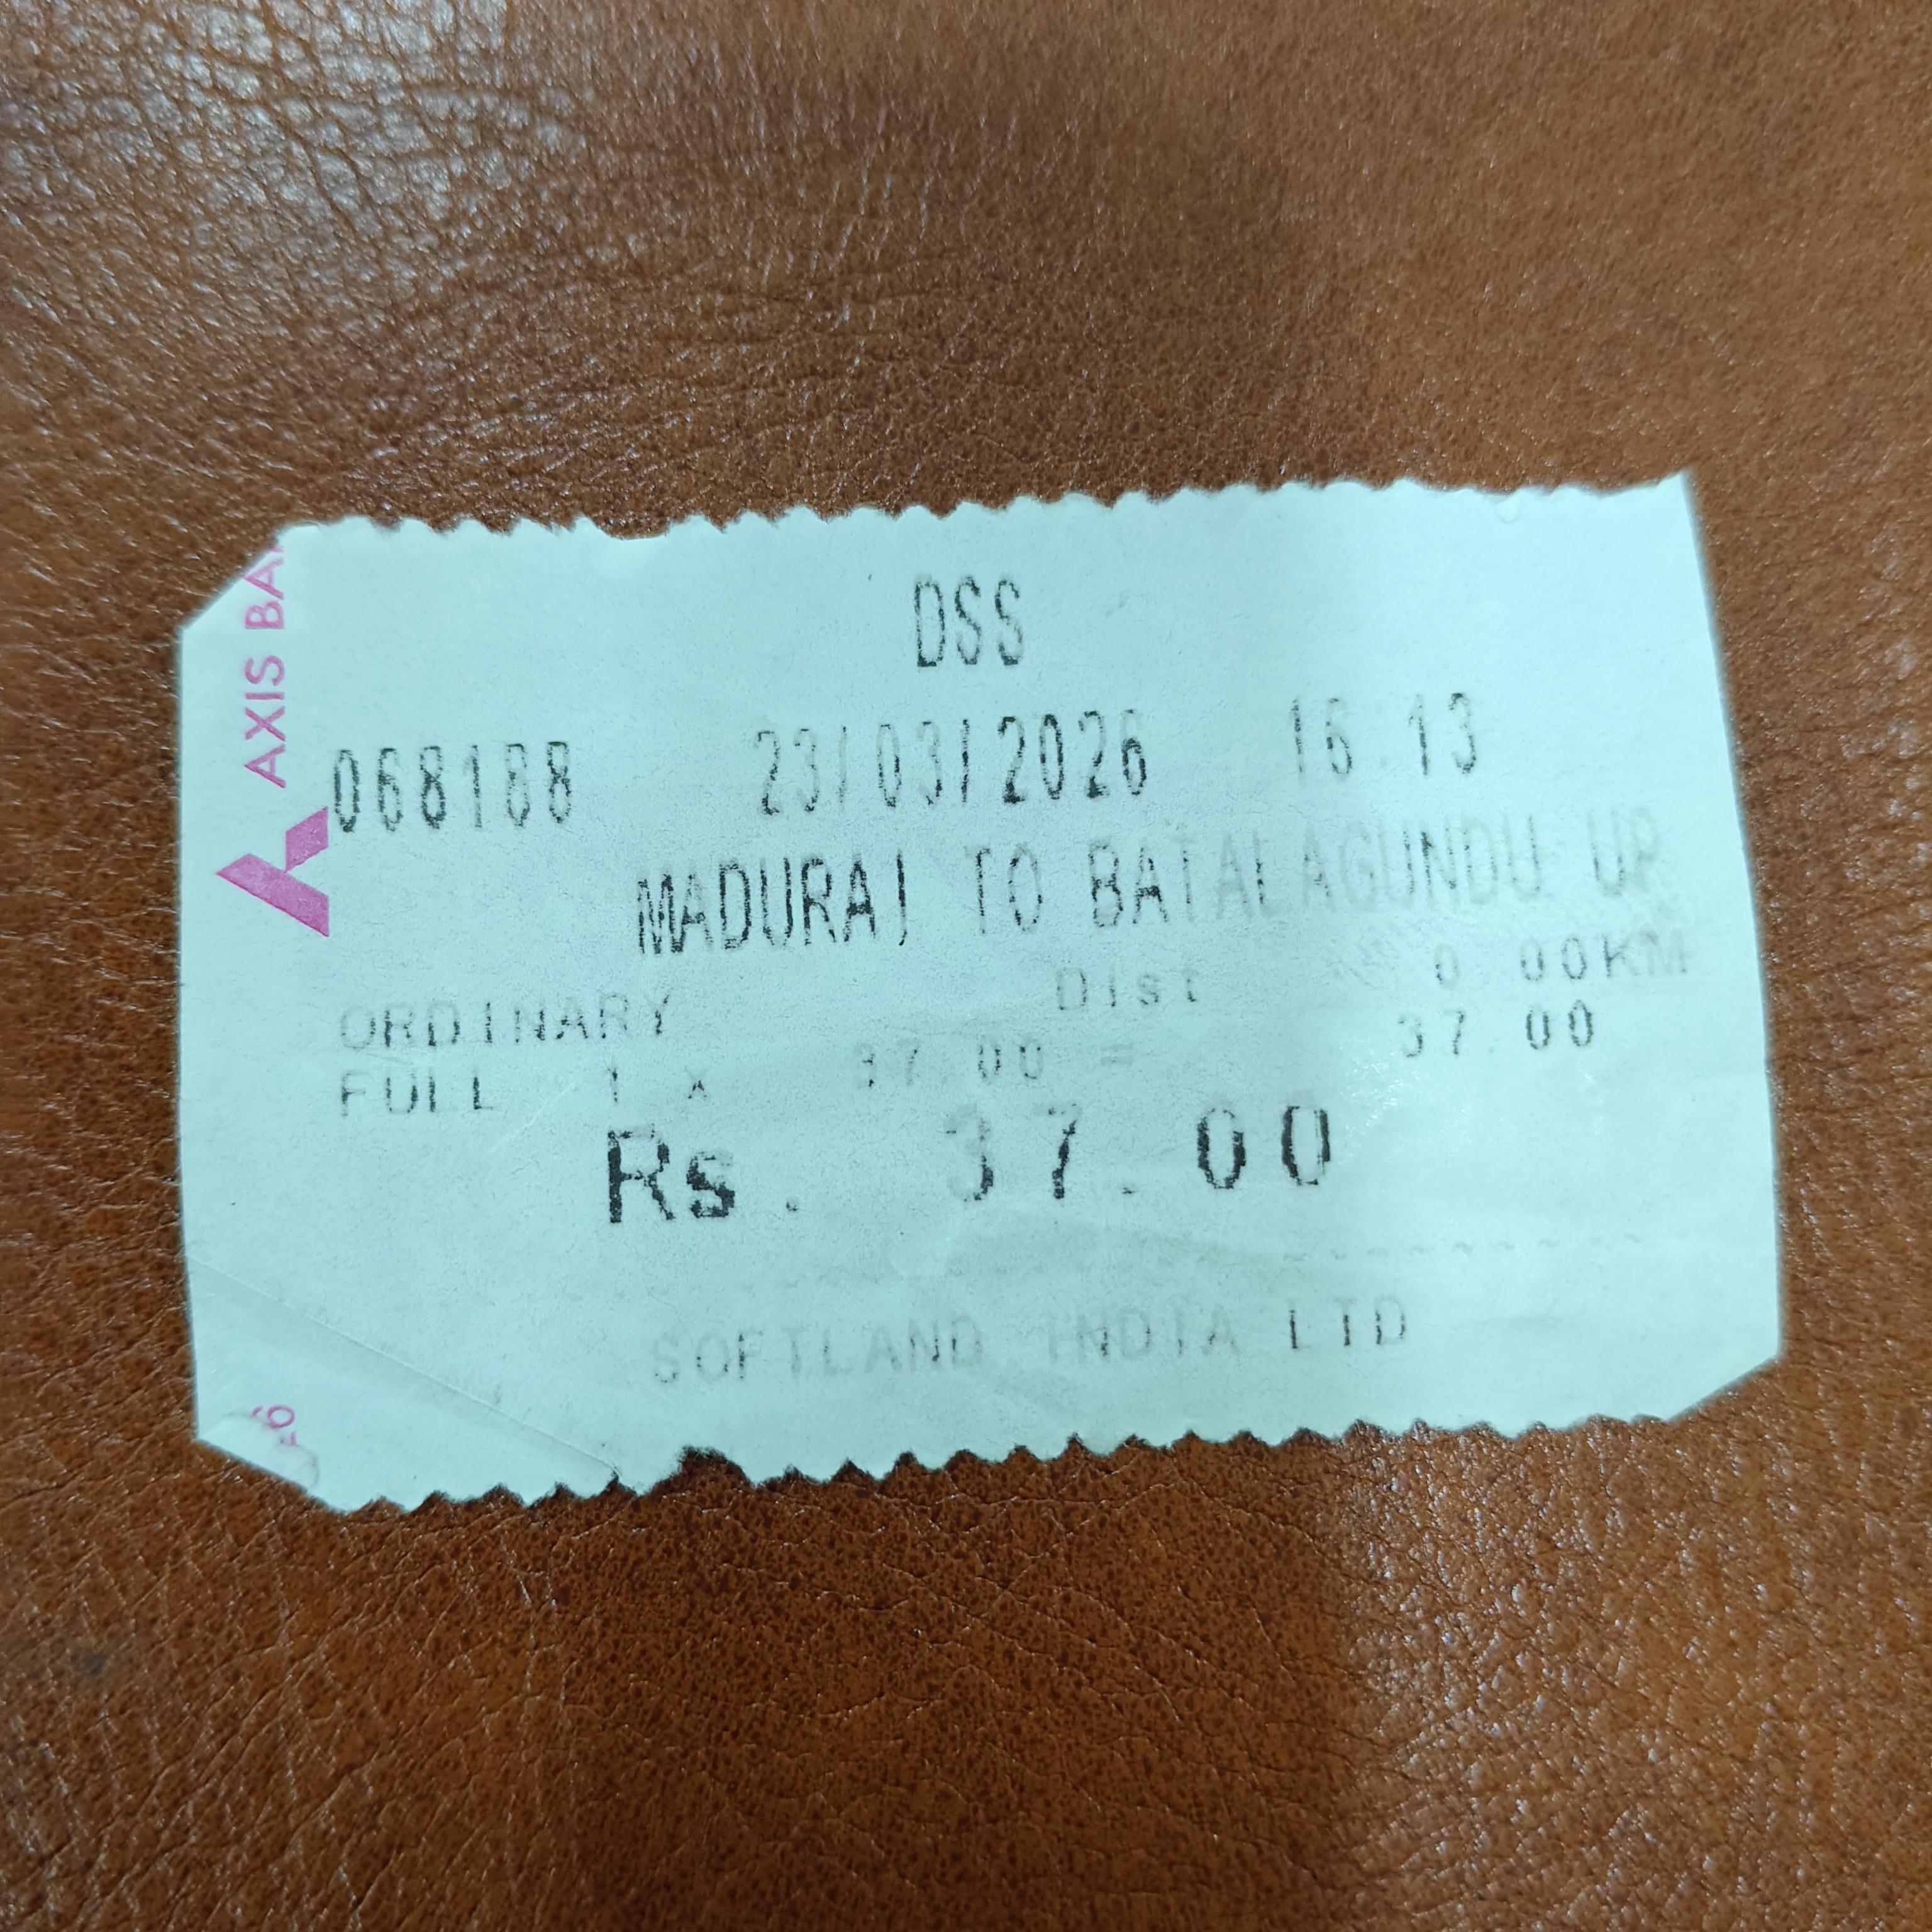 DSS
068188 23/03/2026 16:13
MADURAI TO BATALAGUNDU UP
ORDINARY Dist 0.00KM
FULL 1 x 37.00 = 37.00
Rs. 37.00
SOFTLAND INDIA LTD
AXIS